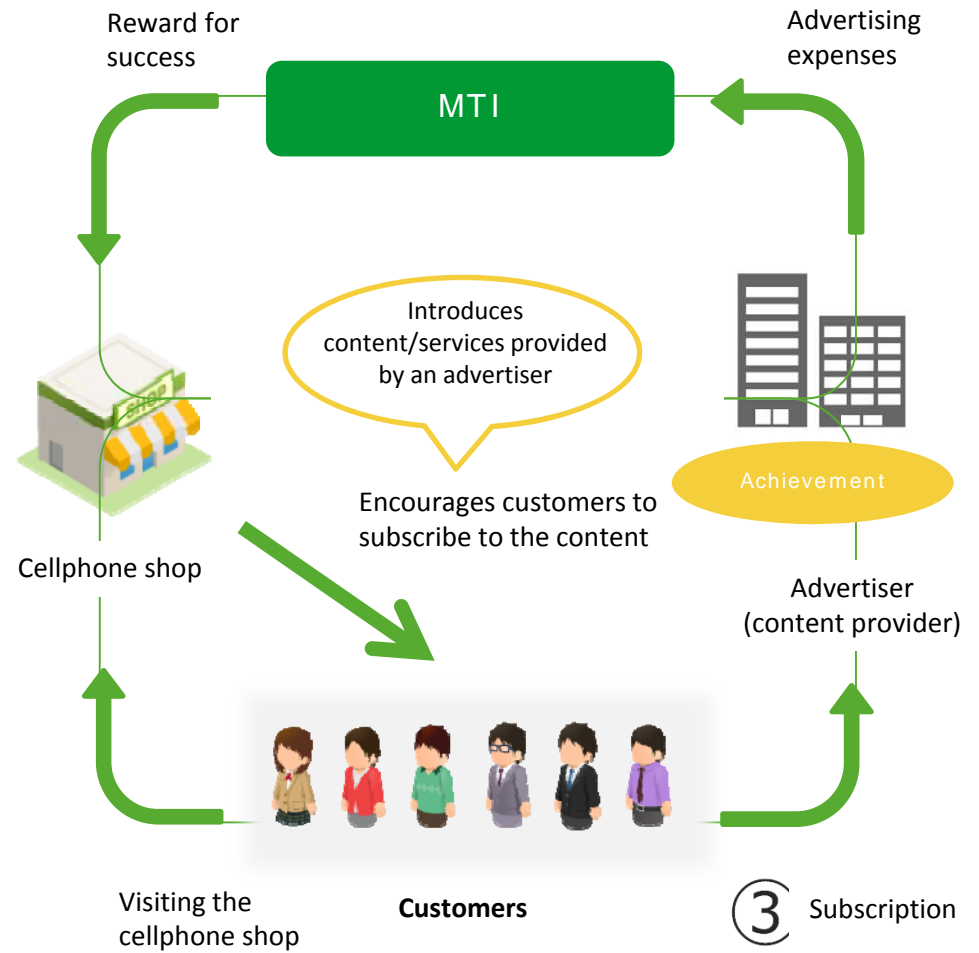 Reward for
success
Advertising
expenses
MTI
Introduces
content/services provided
by an advertiser
SHOP
Achievement
Encourages customers to
subscribe to the content
Cellphone shop
Advertiser
(content provider)
Visiting the
cellphone shop
Customers
③ Subscription